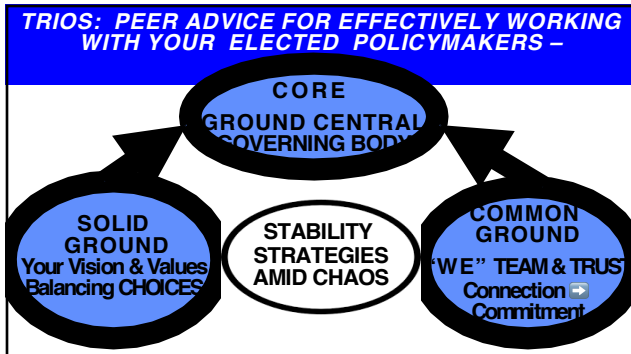 TRIOS: PEER ADVICE FOR EFFECTIVELY WORKING
WITH YOUR ELECTED POLICYMAKERS –
CORE
GROUND CENTRAL
GOVERNING BODY
SOLID
GROUND
Your Vision & Values
Balancing CHOICES
STABILITY
STRATEGIES
AMID CHAOS
COMMON
GROUND
"WE" TEAM & TRUST
Connection ➡
Commitment